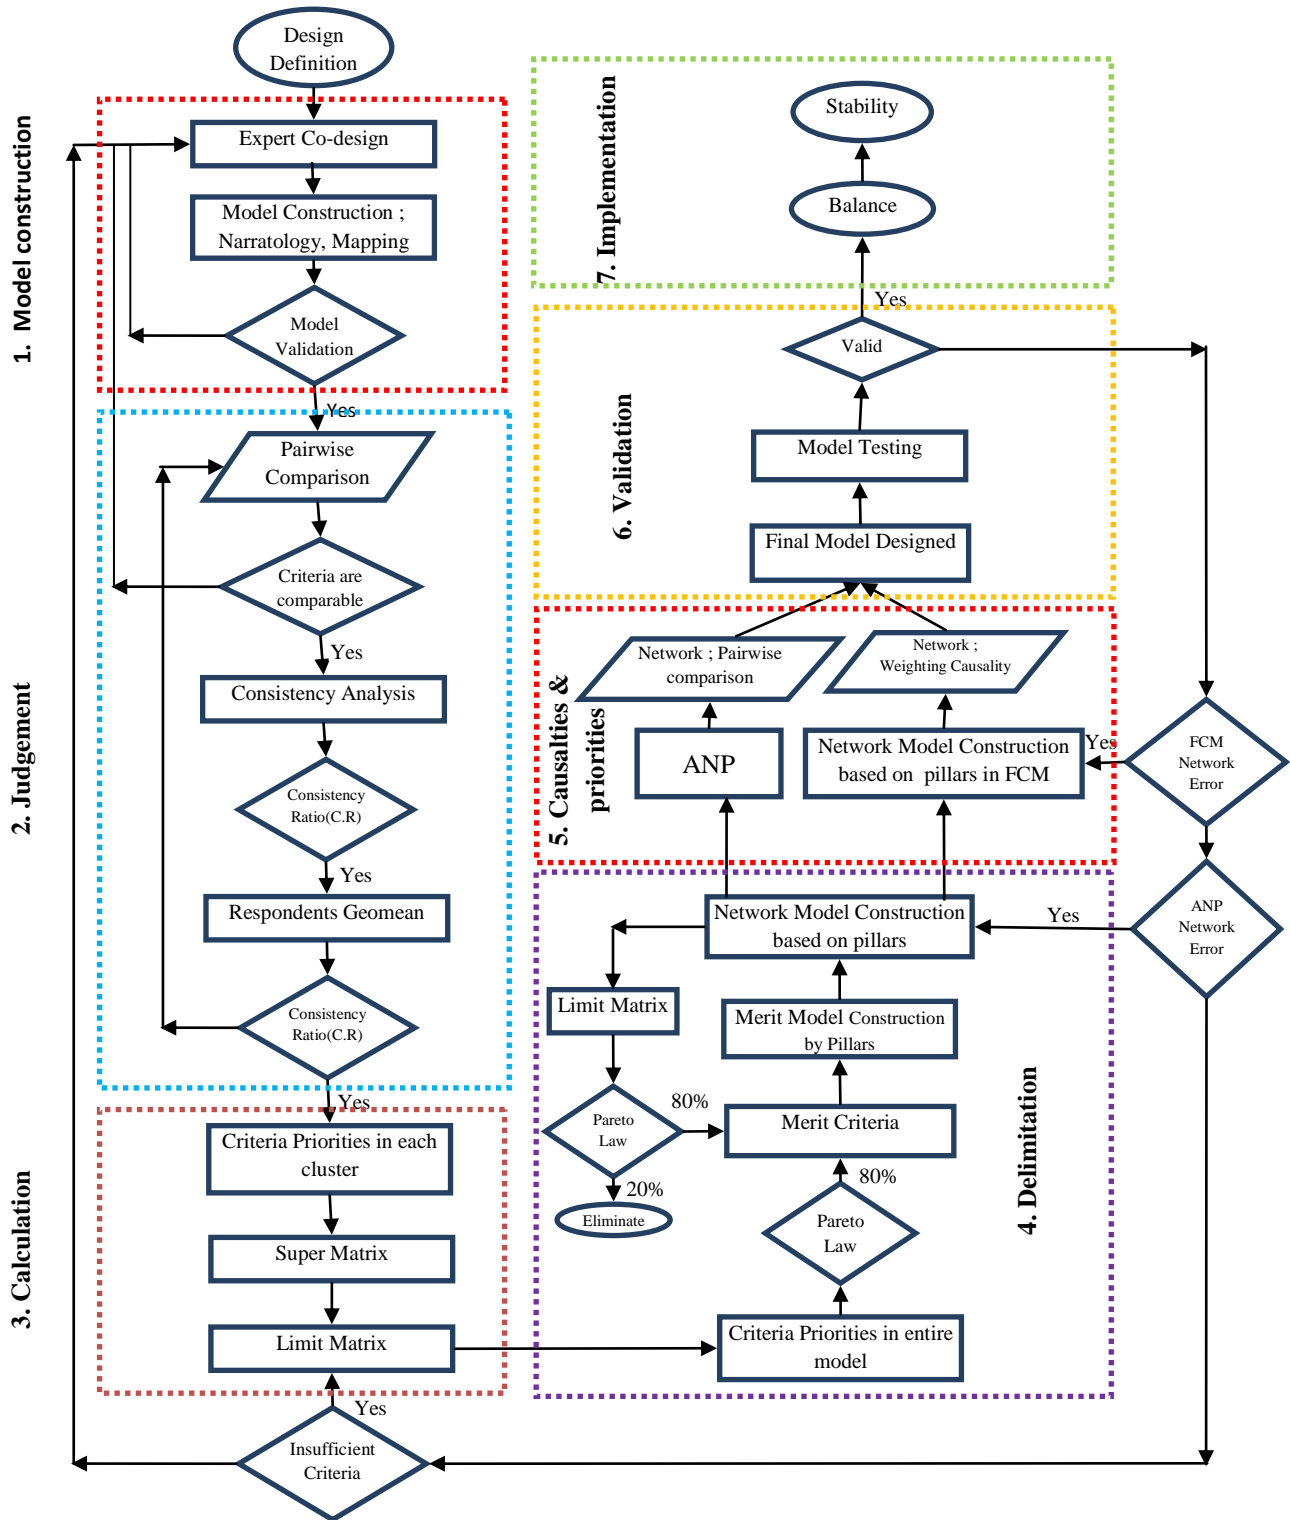 Design
Definition
1. Model construction
Expert Co-design
Model Construction ;
Narratology, Mapping
Model
Validation
Yes
2. Judgement
Pairwise
Comparison
Criteria are
comparable
Yes
Consistency Analysis
Consistency
Ratio(C.R)
Yes
Respondents Geomean
Consistency
Ratio(C.R)
Yes
3. Calculation
Criteria Priorities in each
cluster
Super Matrix
Limit Matrix
Yes
Insufficient
Criteria
7. Implementation
Stability
Balance
Yes
6. Validation
Valid
Model Testing
Final Model Designed
5. Causalties &
priorities
Network ; Pairwise
comparison
Network ;
Weighting Causality
ANP
Network Model Construction
based on pillars in FCM
Yes
FCM
Network
Error
ANP
Network
Error
Yes
4. Delimitation
Network Model Construction
based on pillars
Limit Matrix
Merit Model Construction
by Pillars
Pareto
Law
80%
Merit Criteria
20%
Eliminate
80%
Pareto
Law
Criteria Priorities in entire
model